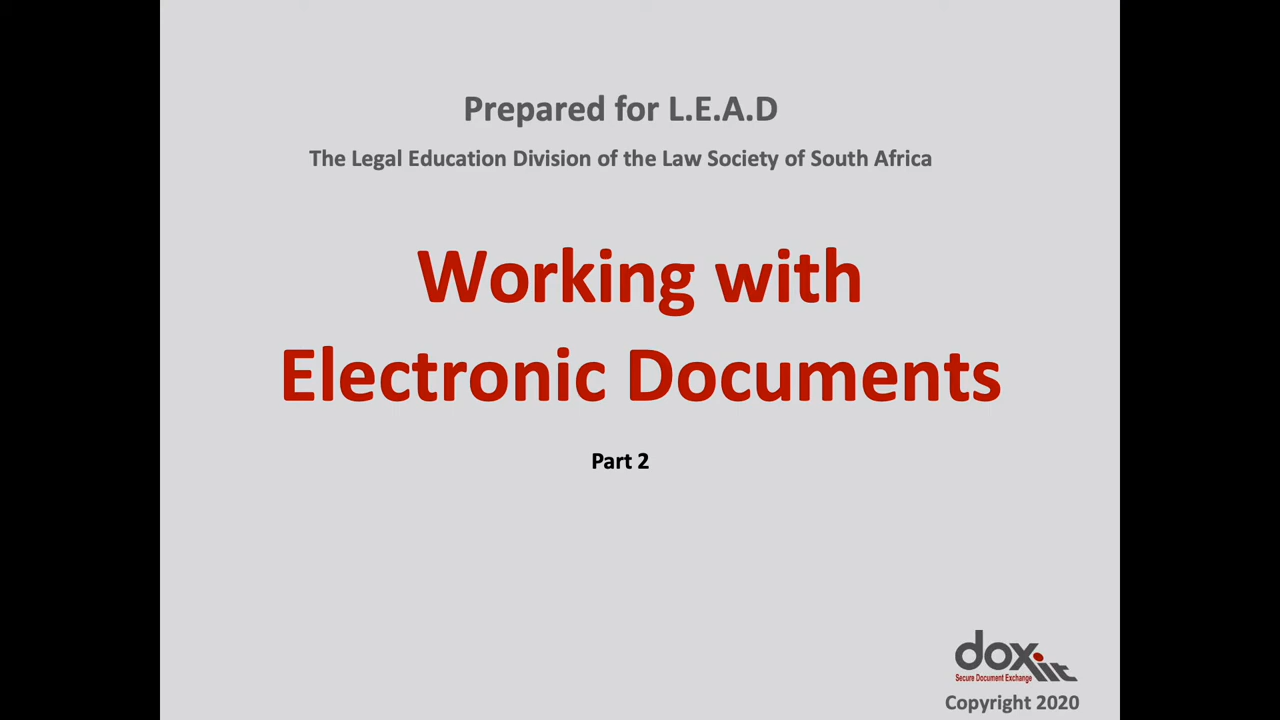 Prepared for L.E.A.D
The Legal Education Division of the Law Society of South Africa
Working with
Electronic Documents
Part 2
dox-it
Secure Document Exchange
Copyright 2020